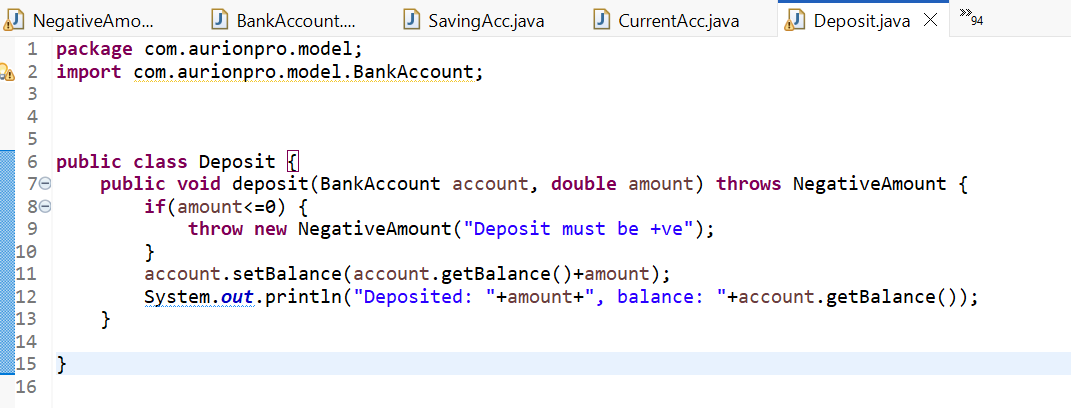 NegativeAmo...
BankAccount....
SavingAcc.java
CurrentAcc.java
Deposit.java
94
1 package com.aurionpro.model;
2 import com.aurionpro.model.BankAccount;
3
4
5
6 public class Deposit {
7 public void deposit(BankAccount account, double amount) throws NegativeAmount {
8 if(amount<=0) {
9 throw new NegativeAmount("Deposit must be +ve");
10 }
11 account.setBalance(account.getBalance()+amount);
12 System.out.println("Deposited: "+amount+", balance: "+account.getBalance());
13 }
14
15 }
16